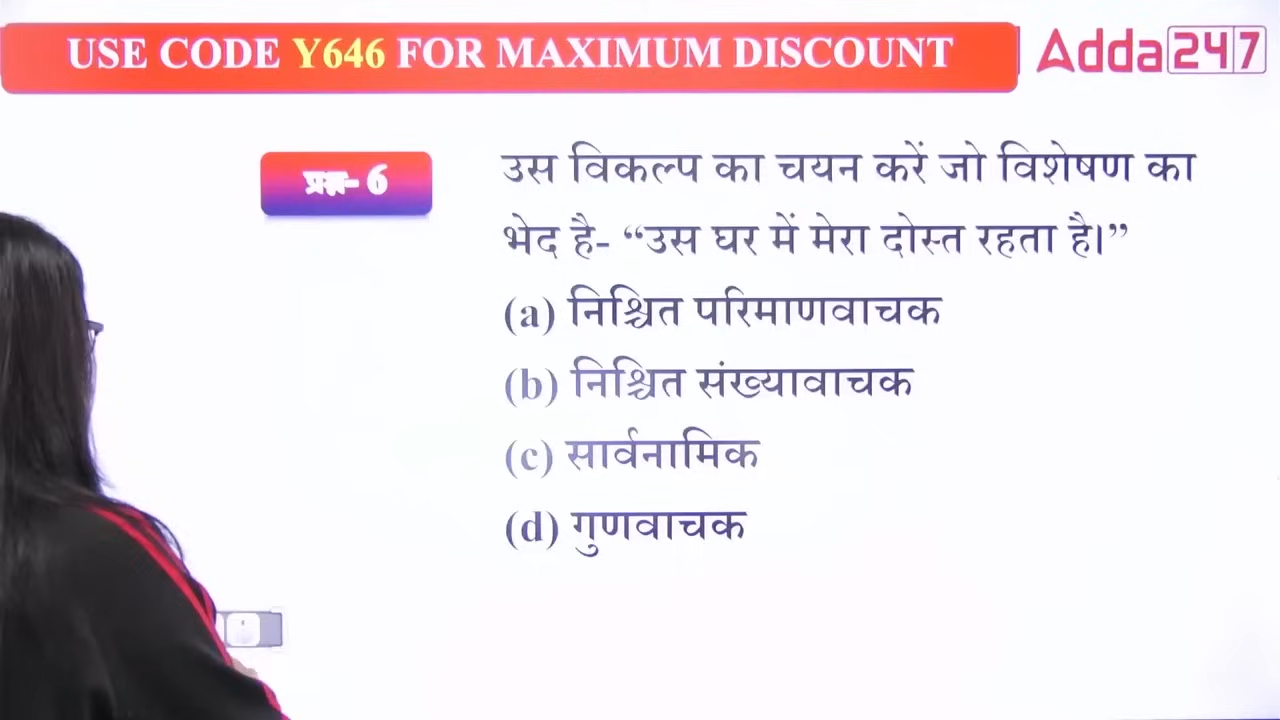 USE CODE Y646 FOR MAXIMUM DISCOUNT
Adda247
प्रश्न- 6
उस विकल्प का चयन करें जो विशेषण का
भेद है- “उस घर में मेरा दोस्त रहता है।”
(a) निश्चित परिमाणवाचक
(b) निश्चित संख्यावाचक
(c) सार्वनामिक
(d) गुणवाचक